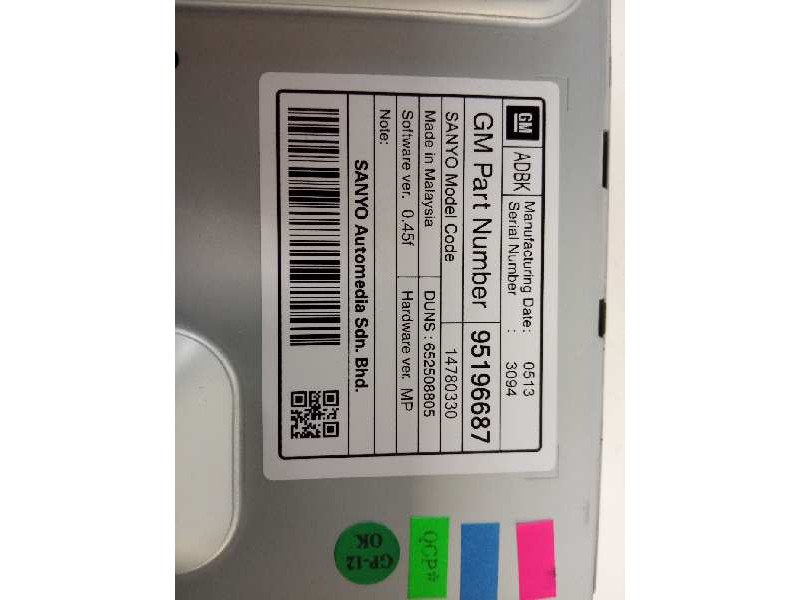 GM
ADBK
Manufacturing Date: 0513
Serial Number : 3094
GM Part Number 95196687
SANYO Model Code 14780330
Made in Malaysia DUNS : 652508805
Software ver. 0.45f Hardware ver. MP
Note:
SANYO Automedia Sdn. Bhd.
QCP#
GP-12
OK